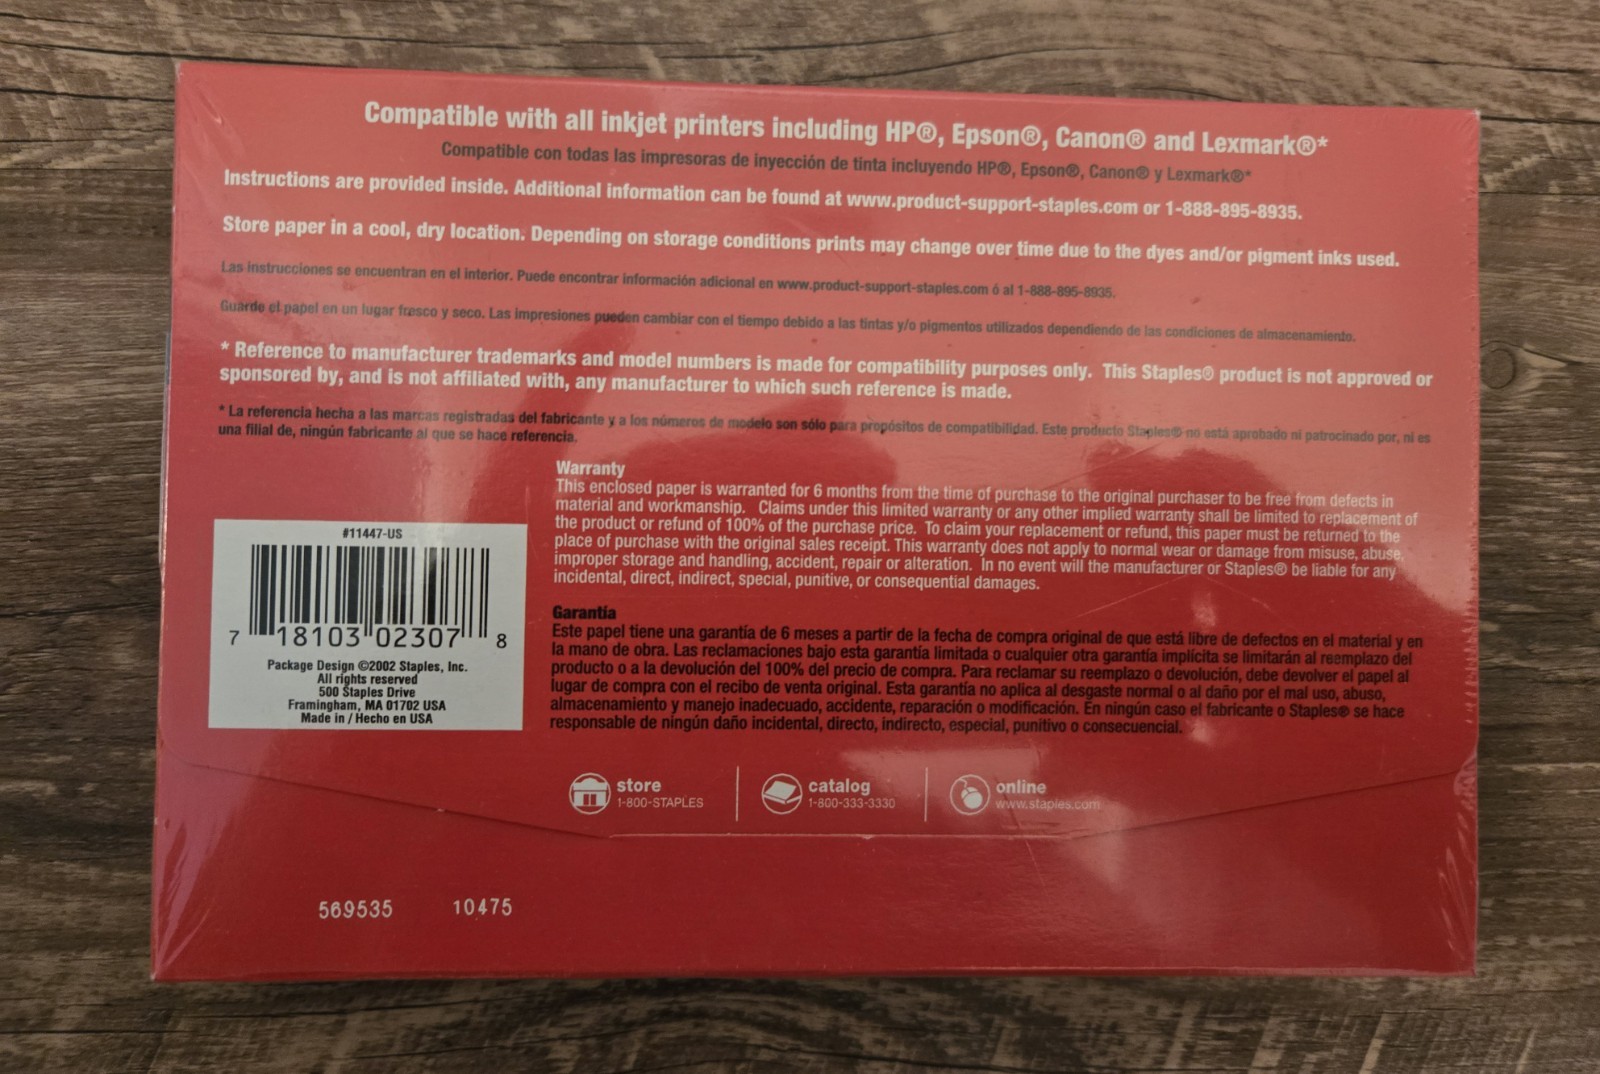 Compatible with all inkjet printers including HP®, Epson®, Canon® and Lexmark®*
Compatible con todas las impresoras de inyección de tinta incluyendo HP®, Epson®, Canon® y Lexmark®*
Instructions are provided inside. Additional information can be found at www.product-support-staples.com or 1-888-895-8935.
Store paper in a cool, dry location. Depending on storage conditions prints may change over time due to the dyes and/or pigment inks used.
Las instrucciones se encuentran en el interior. Puede encontrar información adicional en www.product-support-staples.com ó al 1-888-895-8935.
Guarde el papel en un lugar fresco y seco. Las impresiones pueden cambiar con el tiempo debido a las tintas y/o pigmentos utilizados dependiendo de las condiciones de almacenamiento.
* Reference to manufacturer trademarks and model numbers is made for compatibility purposes only. This Staples® product is not approved or
sponsored by, and is not affiliated with, any manufacturer to which such reference is made.
* La referencia hecha a las marcas registradas del fabricante y a los números de modelo son sólo para propósitos de compatibilidad. Este producto Staples® no está aprobado ni patrocinado por, ni es
una filial de, ningún fabricante al que se hace referencia.
Warranty
This enclosed paper is warranted for 6 months from the time of purchase to the original purchaser to be free from defects in
material and workmanship. Claims under this limited warranty or any other implied warranty shall be limited to replacement of
the product or refund of 100% of the purchase price. To claim your replacement or refund, this paper must be returned to the
place of purchase with the original sales receipt. This warranty does not apply to normal wear or damage from misuse, abuse,
improper storage and handling, accident, repair or alteration. In no event will the manufacturer or Staples® be liable for any
incidental, direct, indirect, special, punitive, or consequential damages.
Garantía
Este papel tiene una garantía de 6 meses a partir de la fecha de compra original de que está libre de defectos en el material y en
la mano de obra. Las reclamaciones bajo esta garantía limitada o cualquier otra garantía implícita se limitarán al reemplazo del
producto o a la devolución del 100% del precio de compra. Para reclamar su reemplazo o devolución, debe devolver el papel al
lugar de compra con el recibo de venta original. Esta garantía no aplica al desgaste normal o al daño por el mal uso, abuso,
almacenamiento y manejo inadecuado, accidente, reparación o modificación. En ningún caso el fabricante o Staples® se hace
responsable de ningún daño incidental, directo, indirecto, especial, punitivo o consecuencial.
#11447-US
7 18103 02307 8
Package Design ©2002 Staples, Inc.
All rights reserved
500 Staples Drive
Framingham, MA 01702 USA
Made in / Hecho en USA
store
1-800-STAPLES
catalog
1-800-333-3330
online
www.staples.com
569535 10475